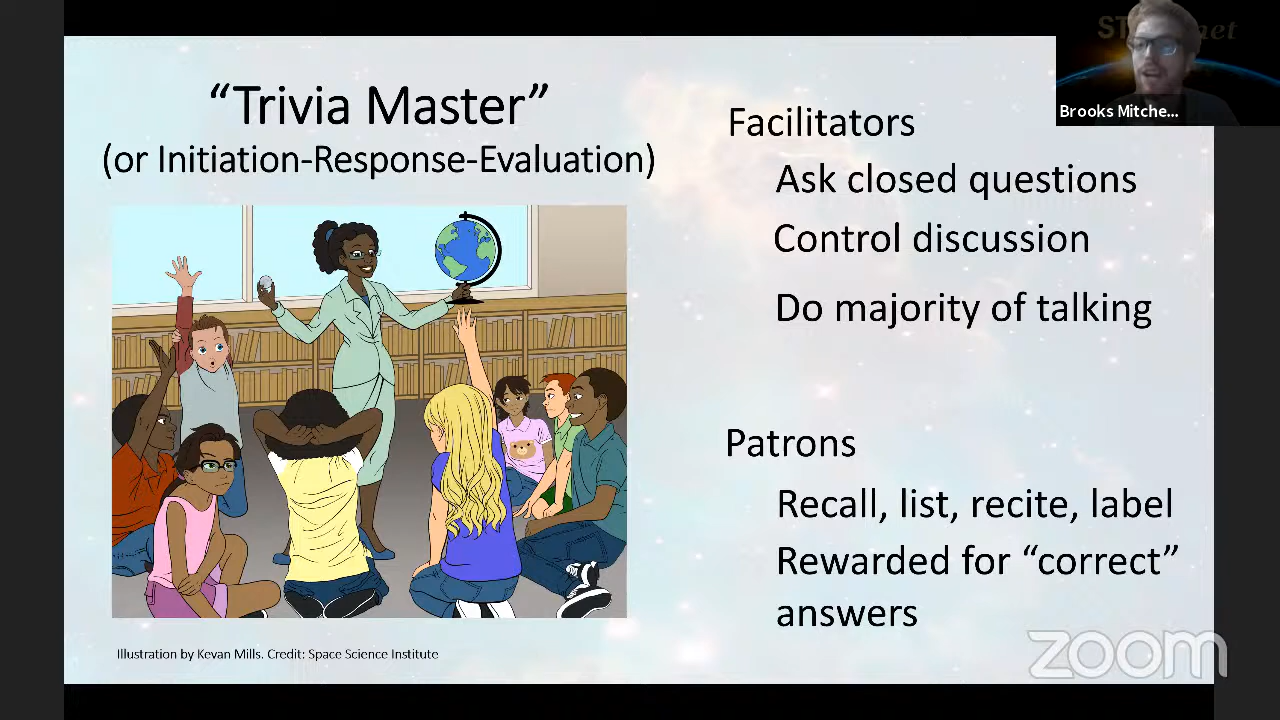 “Trivia Master”
(or Initiation-Response-Evaluation)
Facilitators
Ask closed questions
Control discussion
Do majority of talking
Patrons
Recall, list, recite, label
Rewarded for “correct”
answers
Illustration by Kevan Mills. Credit: Space Science Institute
Brooks Mitche...
zoom